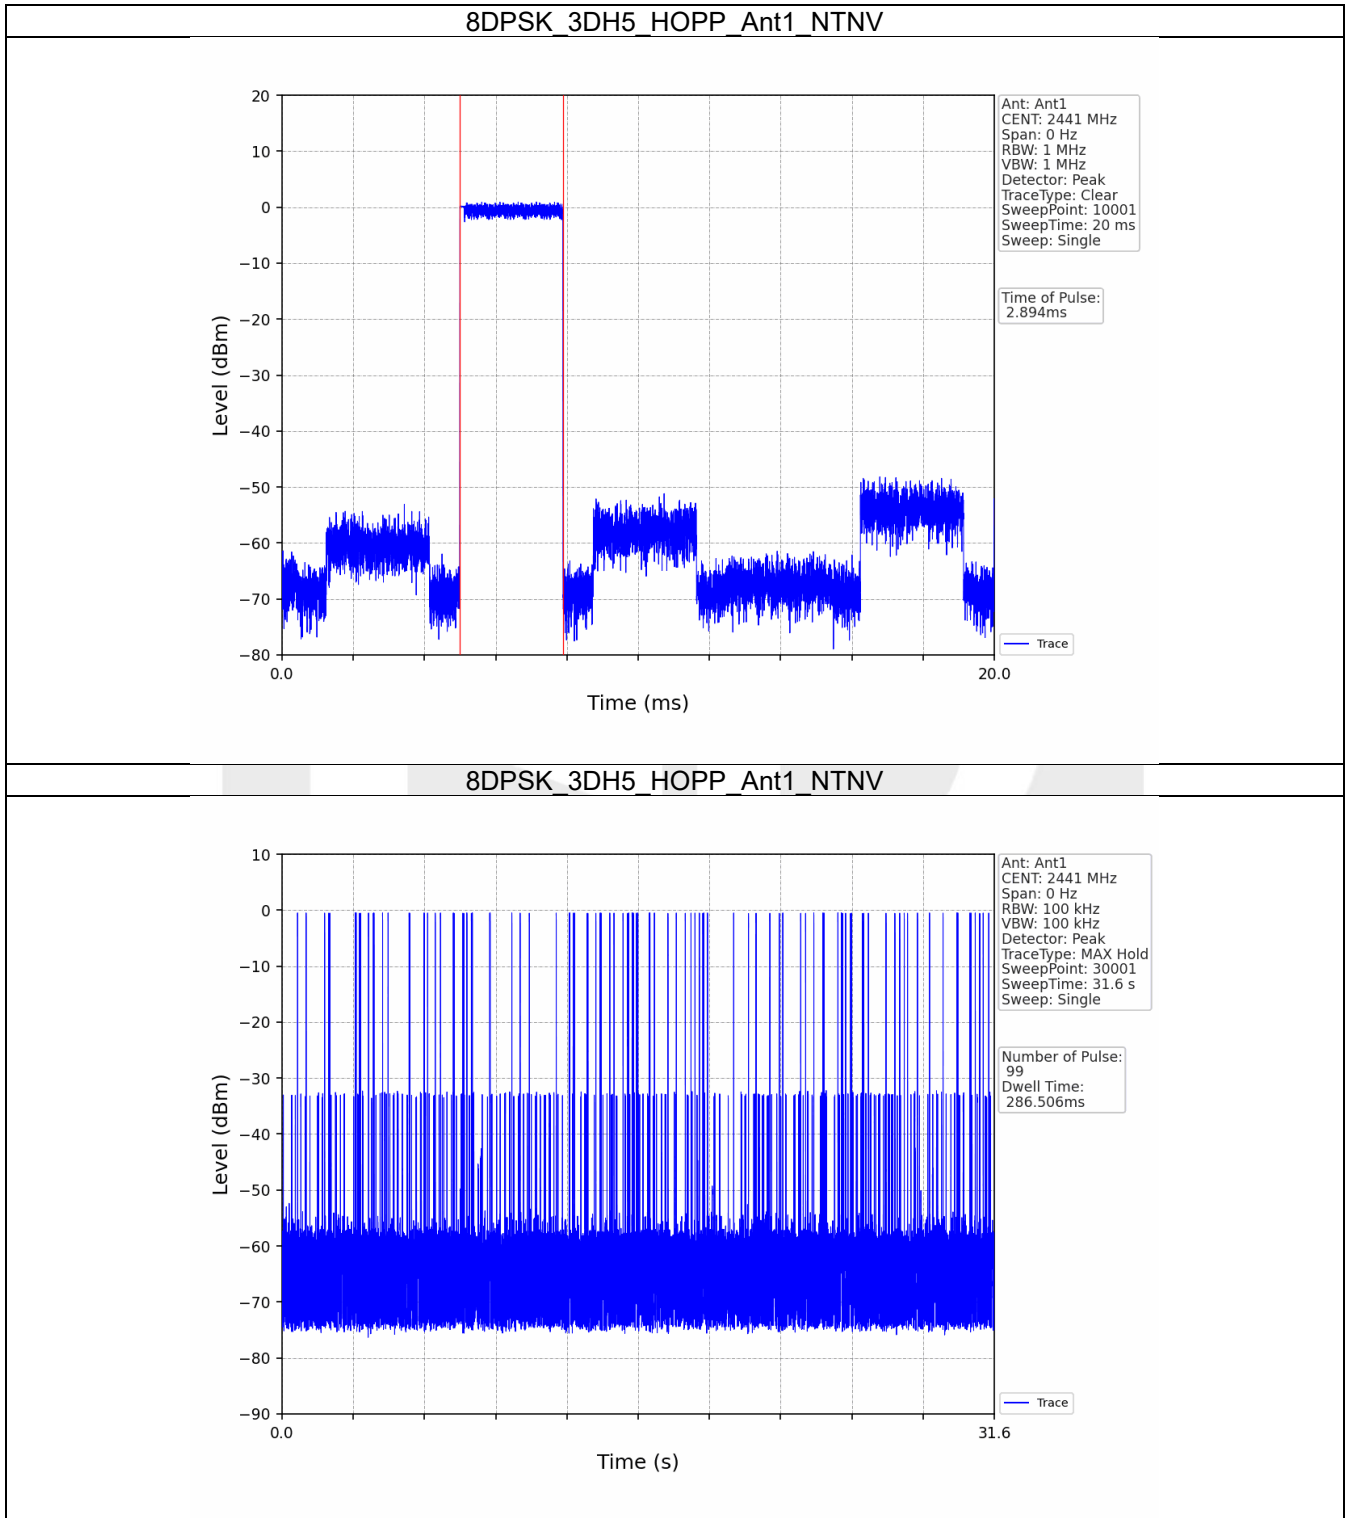 8DPSK_3DH5_HOPP_Ant1_NTNV
20
10
0
−10
−20
−30
−40
−50
−60
−70
−80
Level (dBm)
0.0
20.0
Time (ms)
Ant: Ant1
CENT: 2441 MHz
Span: 0 Hz
RBW: 1 MHz
VBW: 1 MHz
Detector: Peak
TraceType: Clear
SweepPoint: 10001
SweepTime: 20 ms
Sweep: Single
Time of Pulse:
2.894ms
Trace
8DPSK_3DH5_HOPP_Ant1_NTNV
10
0
−10
−20
−30
−40
−50
−60
−70
−80
−90
Level (dBm)
0.0
31.6
Time (s)
Ant: Ant1
CENT: 2441 MHz
Span: 0 Hz
RBW: 100 kHz
VBW: 100 kHz
Detector: Peak
TraceType: MAX Hold
SweepPoint: 30001
SweepTime: 31.6 s
Sweep: Single
Number of Pulse:
99
Dwell Time:
286.506ms
Trace